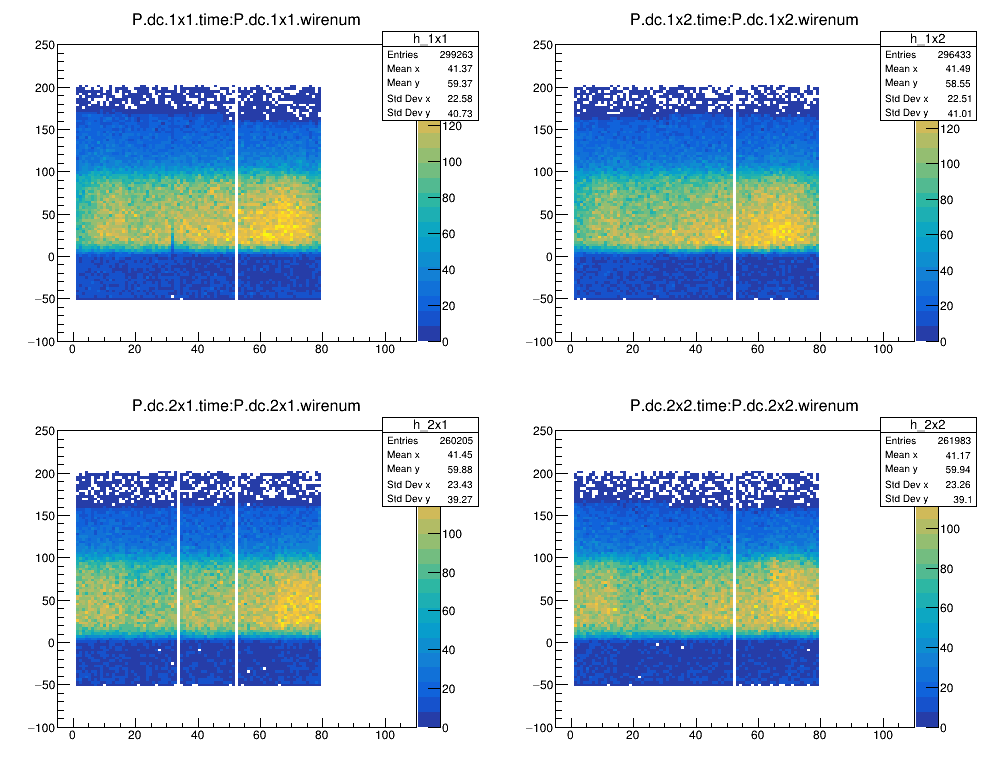 P.dc.1x1.time:P.dc.1x1.wirenum
h_1x1
Entries 299263
Mean x 41.37
Mean y 59.37
Std Dev x 22.58
Std Dev y 40.73
250
200
150
100
50
0
−50
−100
0 20 40 60 80 100
120
100
80
60
40
20
0
P.dc.1x2.time:P.dc.1x2.wirenum
h_1x2
Entries 296433
Mean x 41.49
Mean y 58.55
Std Dev x 22.51
Std Dev y 41.01
250
200
150
100
50
0
−50
−100
0 20 40 60 80 100
120
100
80
60
40
20
0
P.dc.2x1.time:P.dc.2x1.wirenum
h_2x1
Entries 260205
Mean x 41.45
Mean y 59.88
Std Dev x 23.43
Std Dev y 39.27
250
200
150
100
50
0
−50
−100
0 20 40 60 80 100
100
80
60
40
20
0
P.dc.2x2.time:P.dc.2x2.wirenum
h_2x2
Entries 261983
Mean x 41.17
Mean y 59.94
Std Dev x 23.26
Std Dev y 39.1
250
200
150
100
50
0
−50
−100
0 20 40 60 80 100
100
80
60
40
20
0